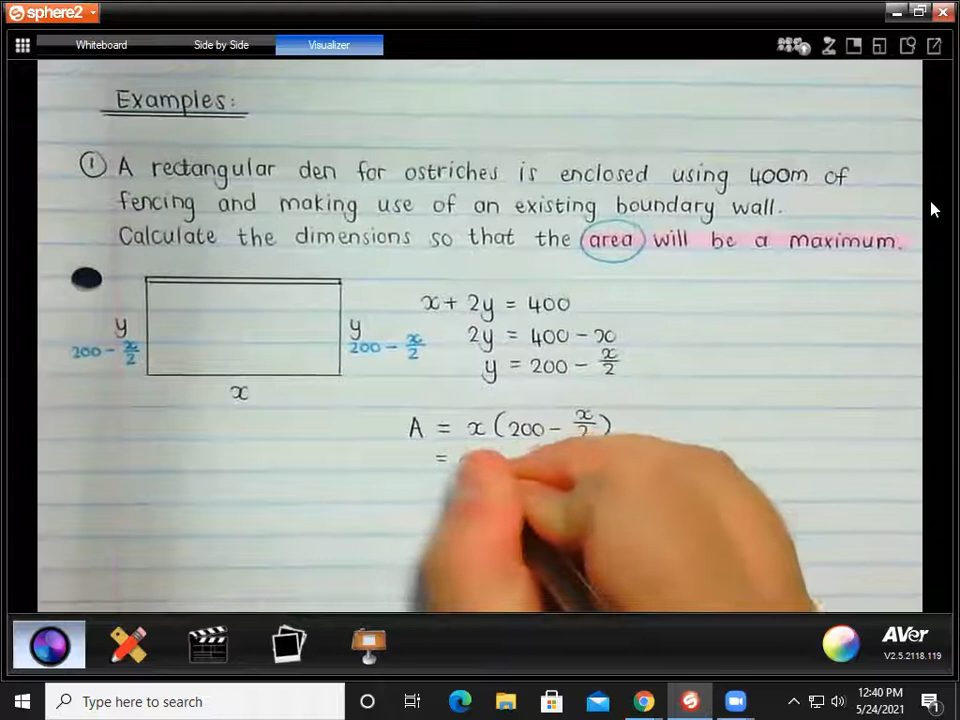 sphere2
Whiteboard Side by Side Visualizer
Examples:
① A rectangular den for ostriches is enclosed using 400m of
fencing and making use of an existing boundary wall.
Calculate the dimensions so that the area will be a maximum.
x + 2y = 400
y y 2y = 400 - x
200 - x/2 200 - x/2 y = 200 - x/2
x
A = x(200 - x/2)
=
AVer
V2.5.2118.119
Type here to search
12:40 PM
5/24/2021
1